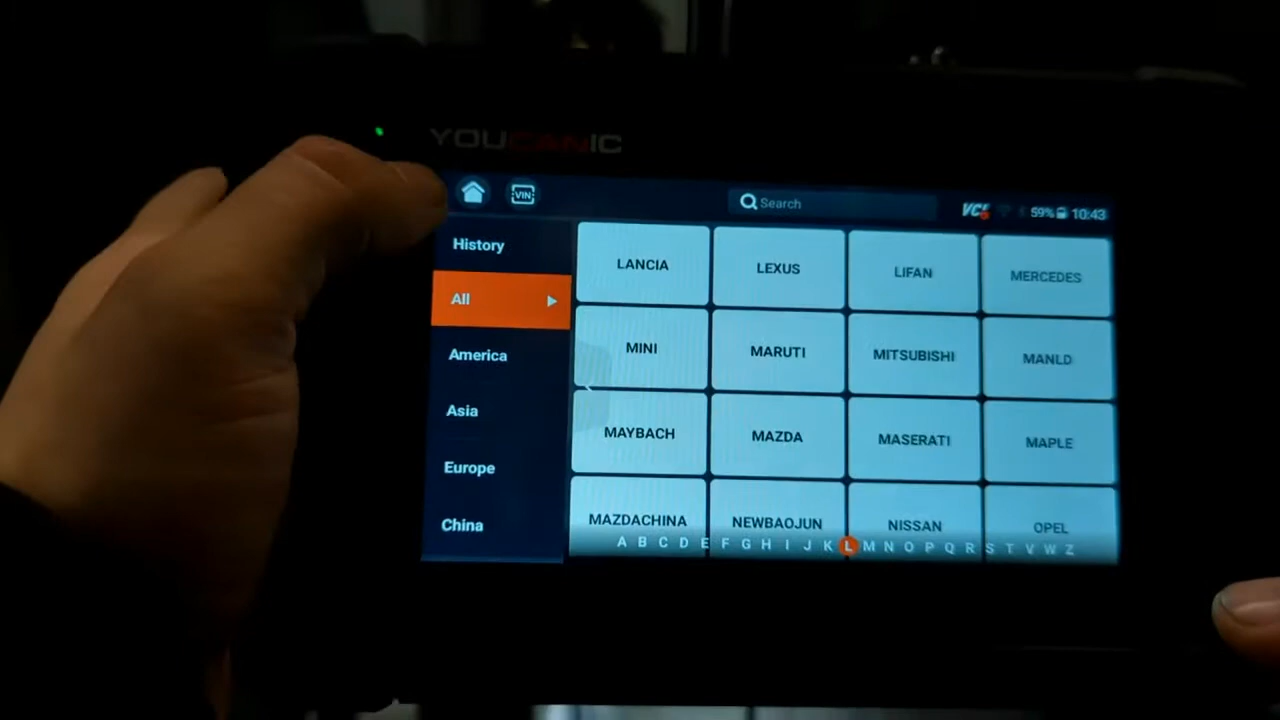 YOUCANIC
VIN
Search
VCI 59% 10:43
History
All
America
Asia
Europe
China
LANCIA LEXUS LIFAN MERCEDES
MINI MARUTI MITSUBISHI MANLD
MAYBACH MAZDA MASERATI MAPLE
MAZDACHINA NEWBAOJUN NISSAN OPEL
A B C D E F G H I J K L M N O P Q R S T V W Z